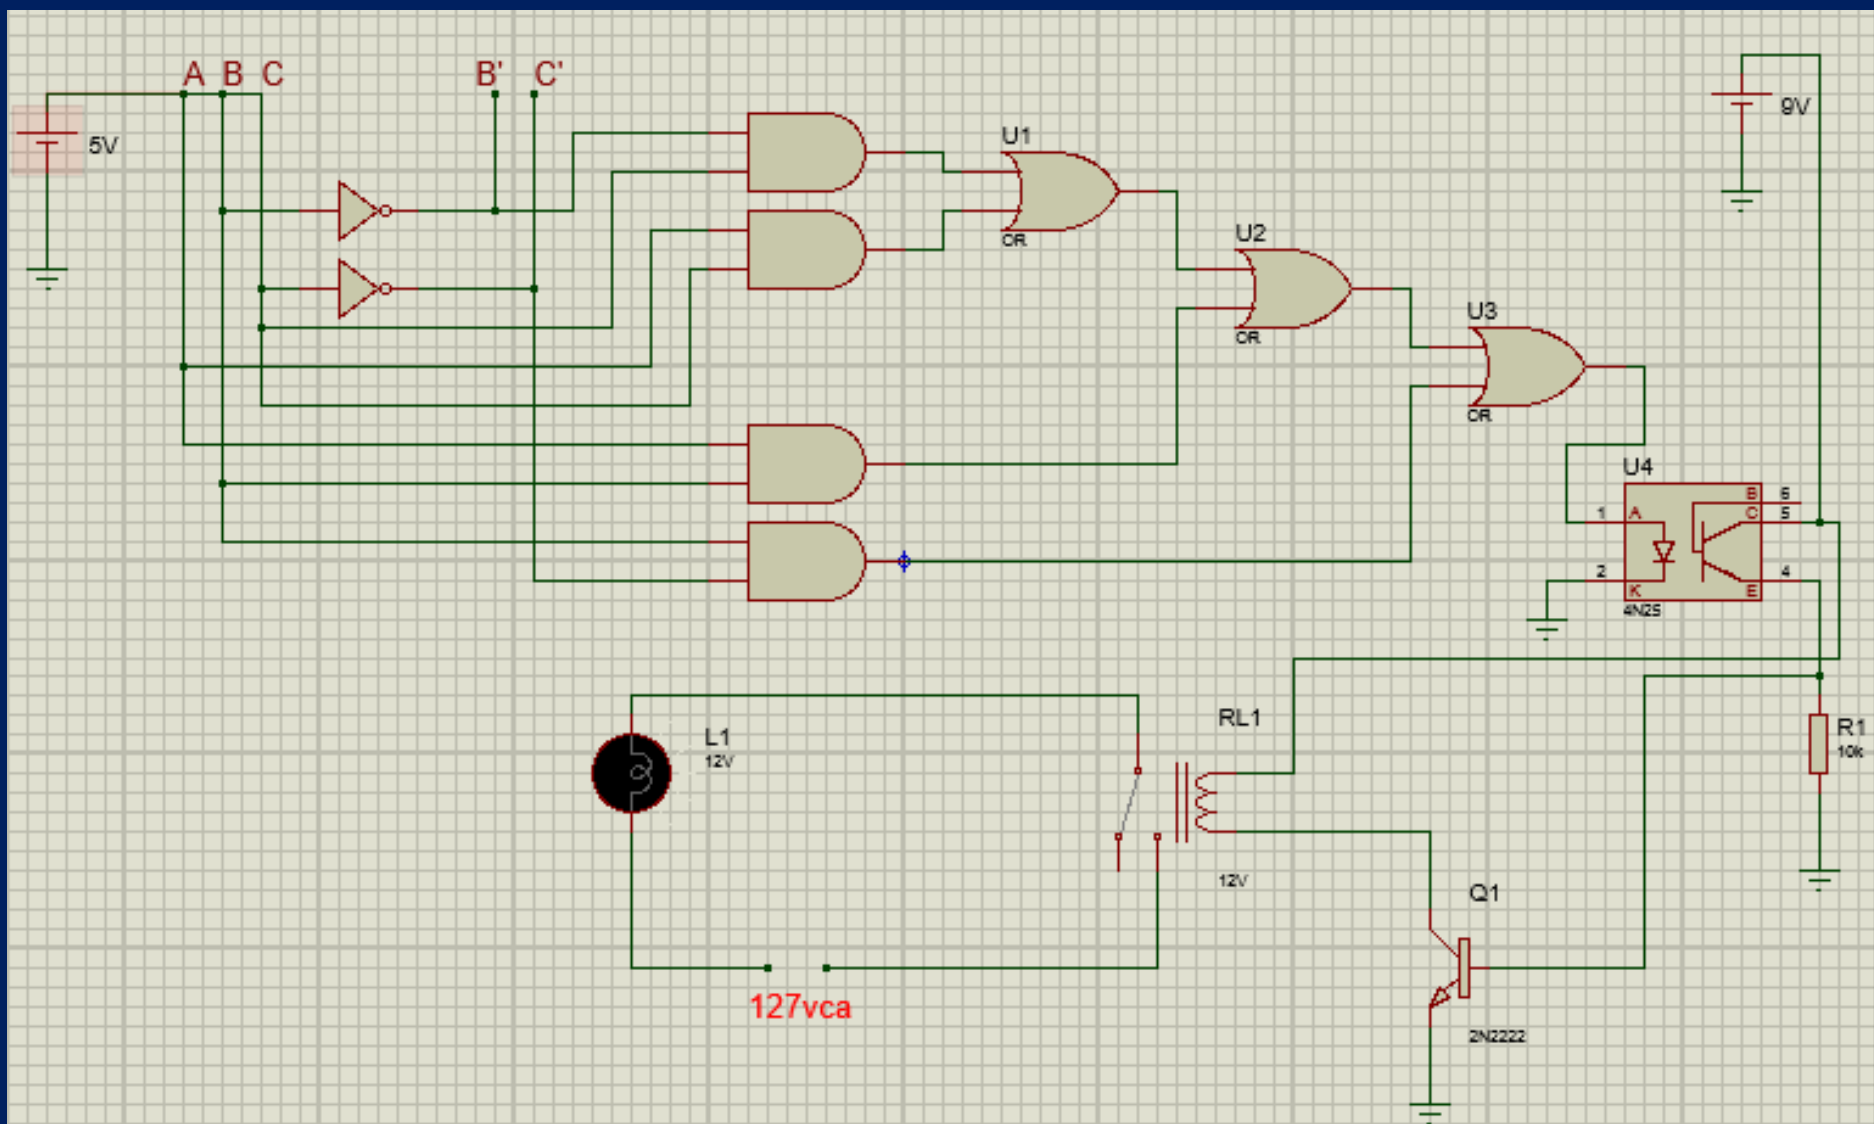 A B C B' C'
5V
9V
U1
OR
U2
OR
U3
OR
U4
1 A
2 K
B 6
C 5
E 4
4N25
L1
12V
RL1
12V
R1
10k
Q1
2N2222
127vca